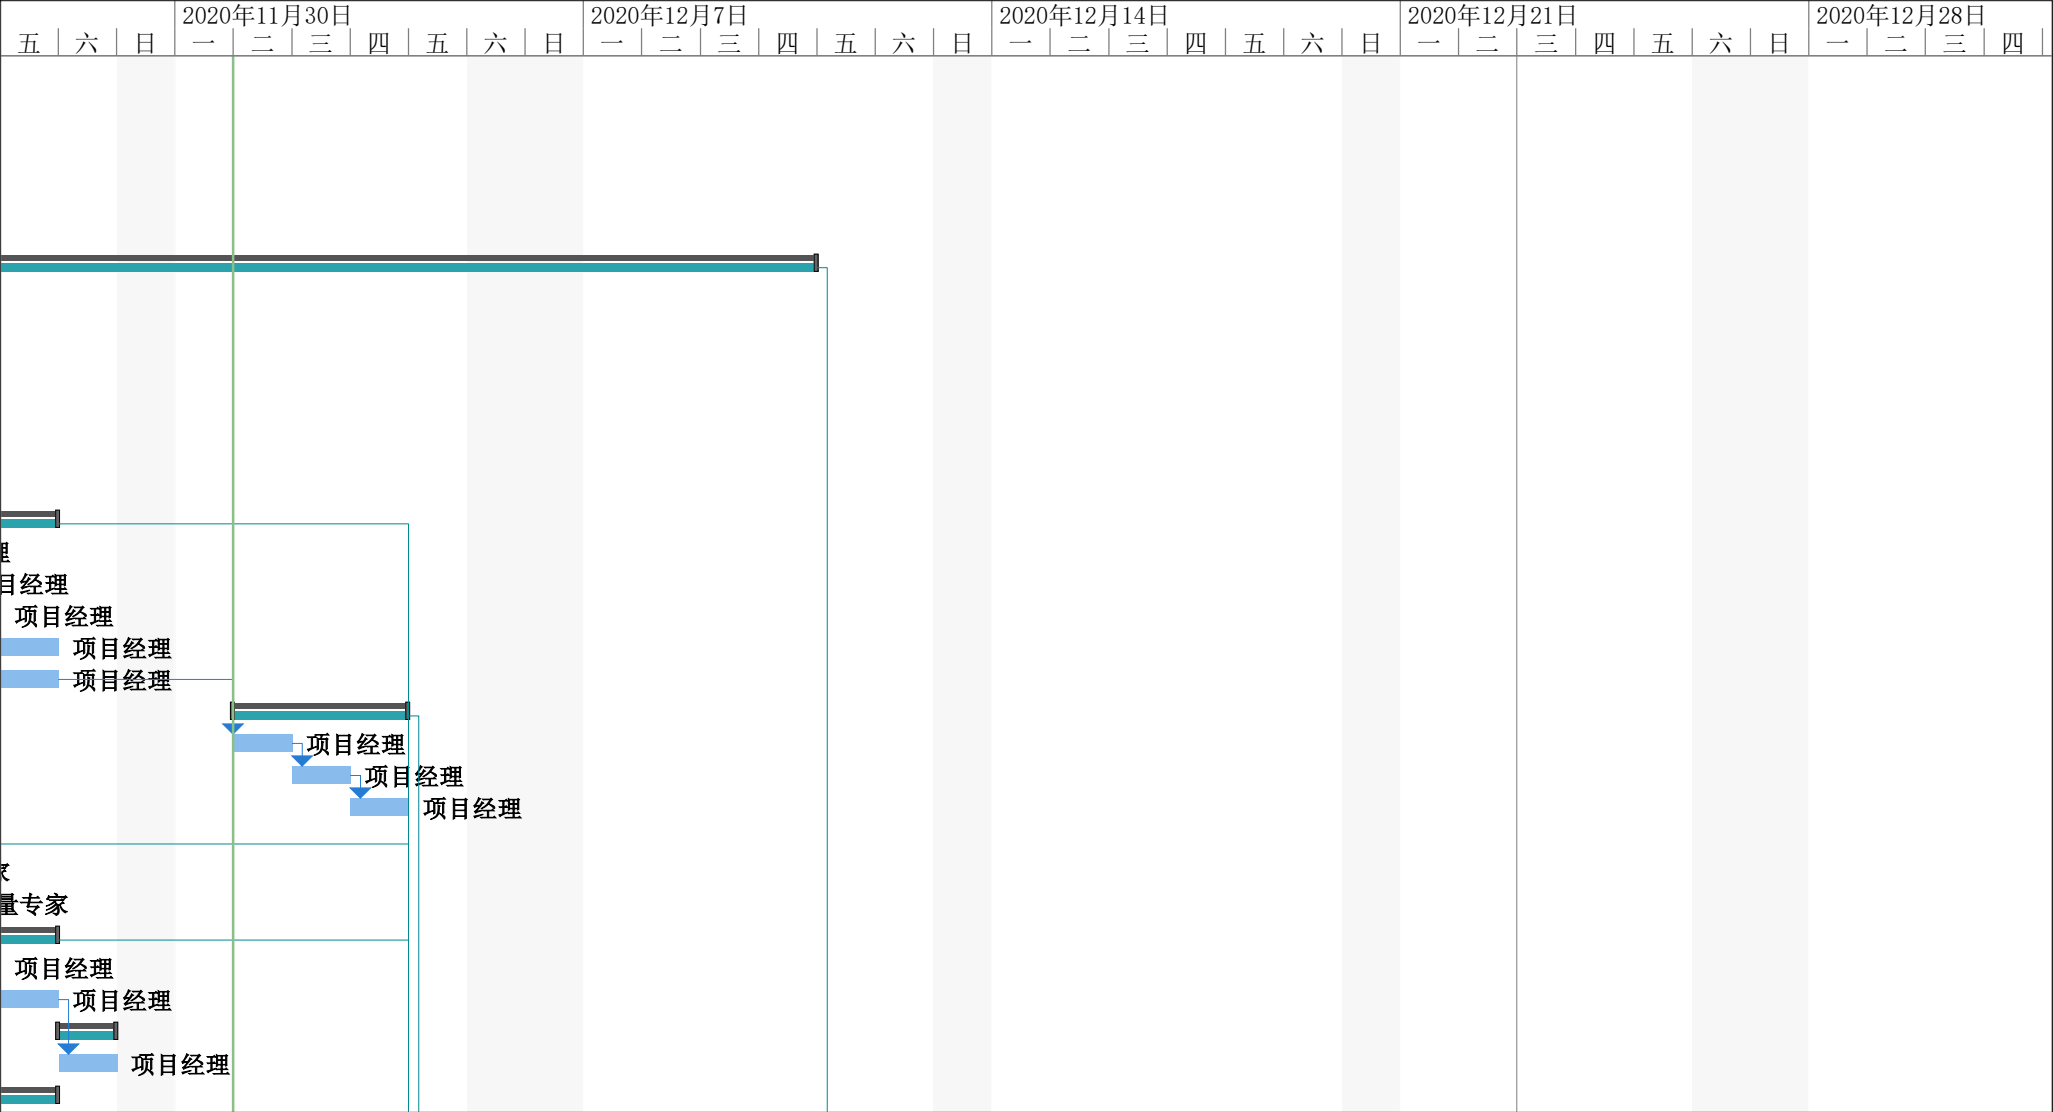 2020年11月30日 2020年12月7日 2020年12月14日 2020年12月21日 2020年12月28日
五 六 日 一 二 三 四 五 六 日 一 二 三 四 五 六 日 一 二 三 四 五 六 日 一 二 三 四 五 六 日 一 二 三 四
理
目经理
项目经理
项目经理
项目经理
项目经理
项目经理
项目经理
家
量专家
项目经理
项目经理
项目经理